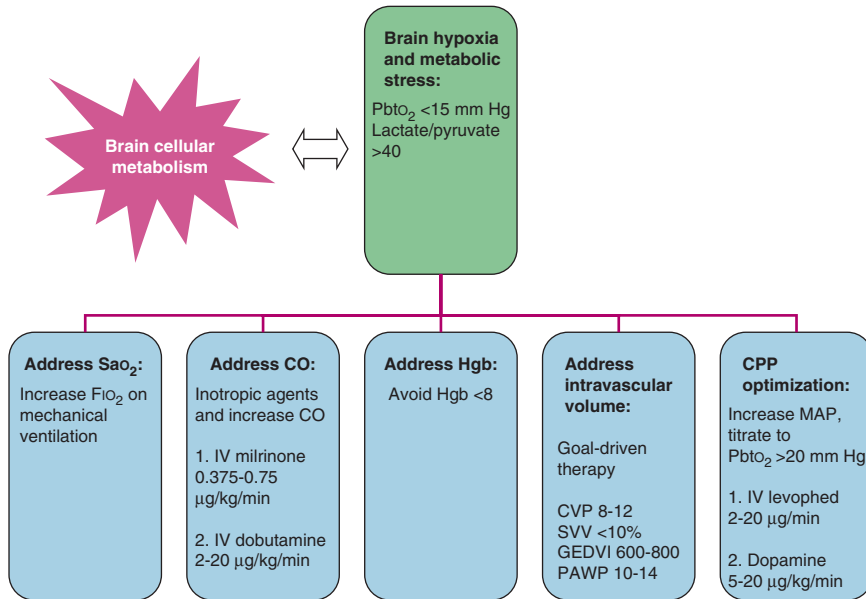 Brain hypoxia
and metabolic
stress:
PbtO₂ <15 mm Hg
Lactate/pyruvate
>40
Brain cellular
metabolism
Address SaO₂:
Increase FIO₂ on
mechanical
ventilation
Address CO:
Inotropic agents
and increase CO
1. IV milrinone
0.375-0.75
μg/kg/min
2. IV dobutamine
2-20 μg/kg/min
Address Hgb:
Avoid Hgb <8
Address
intravascular
volume:
Goal-driven
therapy
CVP 8-12
SVV <10%
GEDVI 600-800
PAWP 10-14
CPP
optimization:
Increase MAP,
titrate to
PbtO₂ >20 mm Hg
1. IV levophed
2-20 μg/min
2. Dopamine
5-20 μg/kg/min